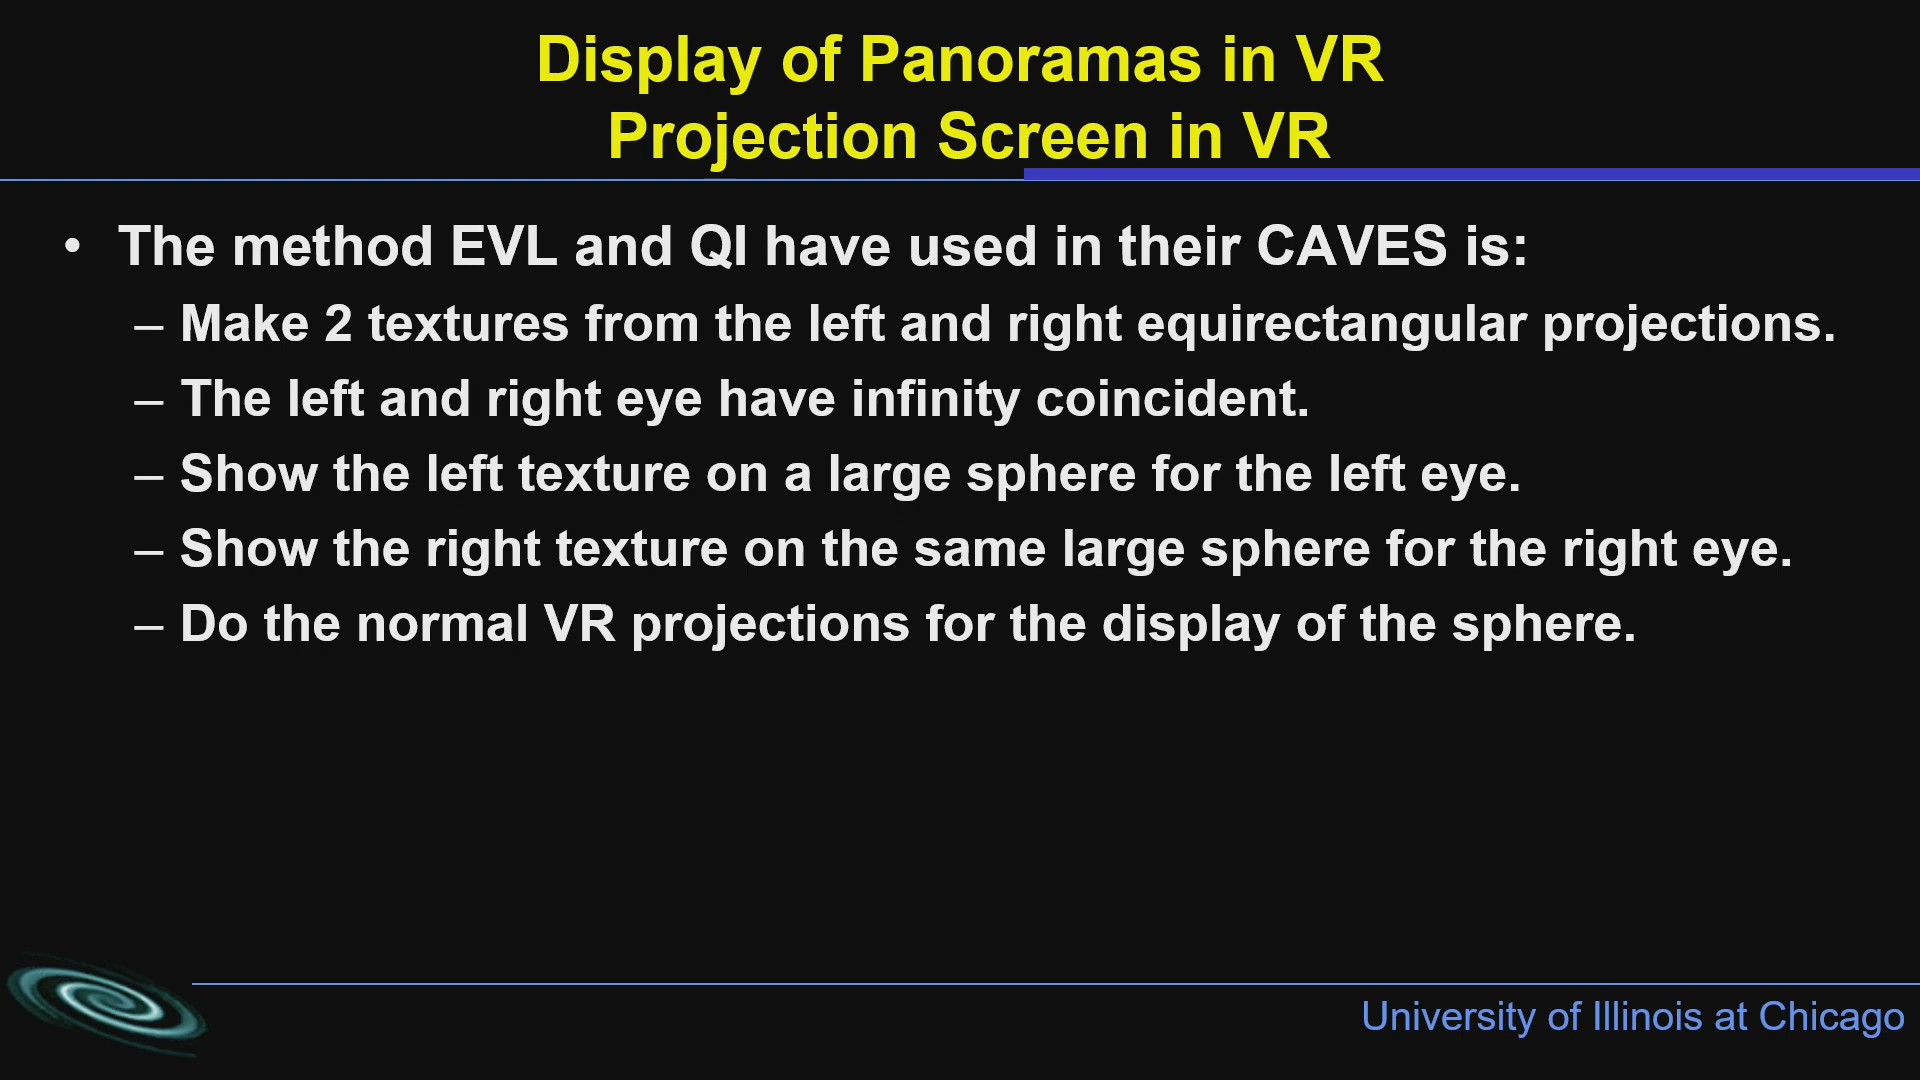 Display of Panoramas in VR
Projection Screen in VR
• The method EVL and QI have used in their CAVES is:
– Make 2 textures from the left and right equirectangular projections.
– The left and right eye have infinity coincident.
– Show the left texture on a large sphere for the left eye.
– Show the right texture on the same large sphere for the right eye.
– Do the normal VR projections for the display of the sphere.
University of Illinois at Chicago